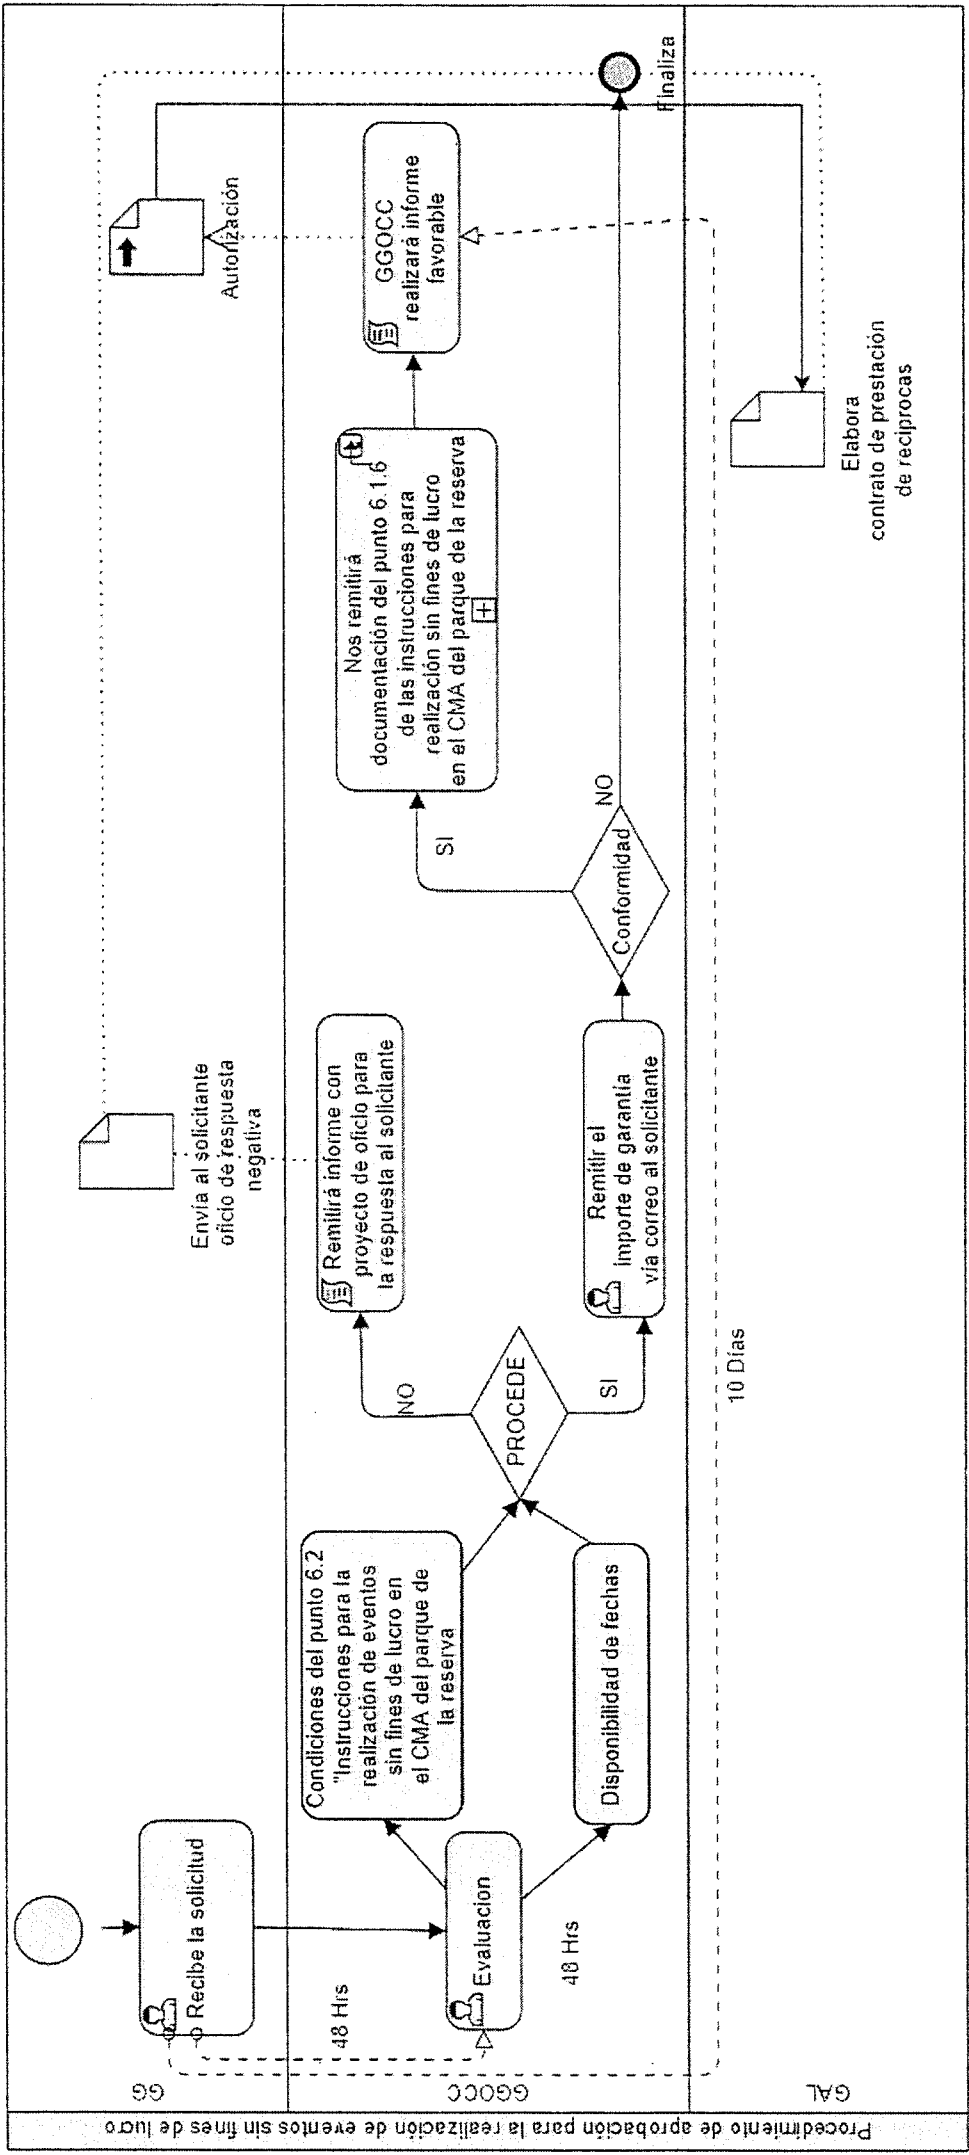 Procedimiento de aprobación para la realización de eventos sin fines de lucro
GG
GGOCC
GAL
Recibe la solicitud
48 Hrs
Evaluacion
48 Hrs
Condiciones del punto 6.2
"Instrucciones para la
realización de eventos
sin fines de lucro en
el CMA del parque de
la reserva
Disponibilidad de fechas
PROCEDE
NO
SI
Remitirá informe con
proyecto de oficio para
la respuesta al solicitante
Envía al solicitante
oficio de respuesta
negativa
Remitir el
importe de garantía
vía correo al solicitante
Conformidad
SI
NO
Nos remitirá
documentación del punto 6.1.6
de las instrucciones para
realización sin fines de lucro
en el CMA del parque de la reserva
GGOCC
realizará informe
favorable
Autorización
Finaliza
Elabora
contrato de prestación
de reciprocas
10 Días